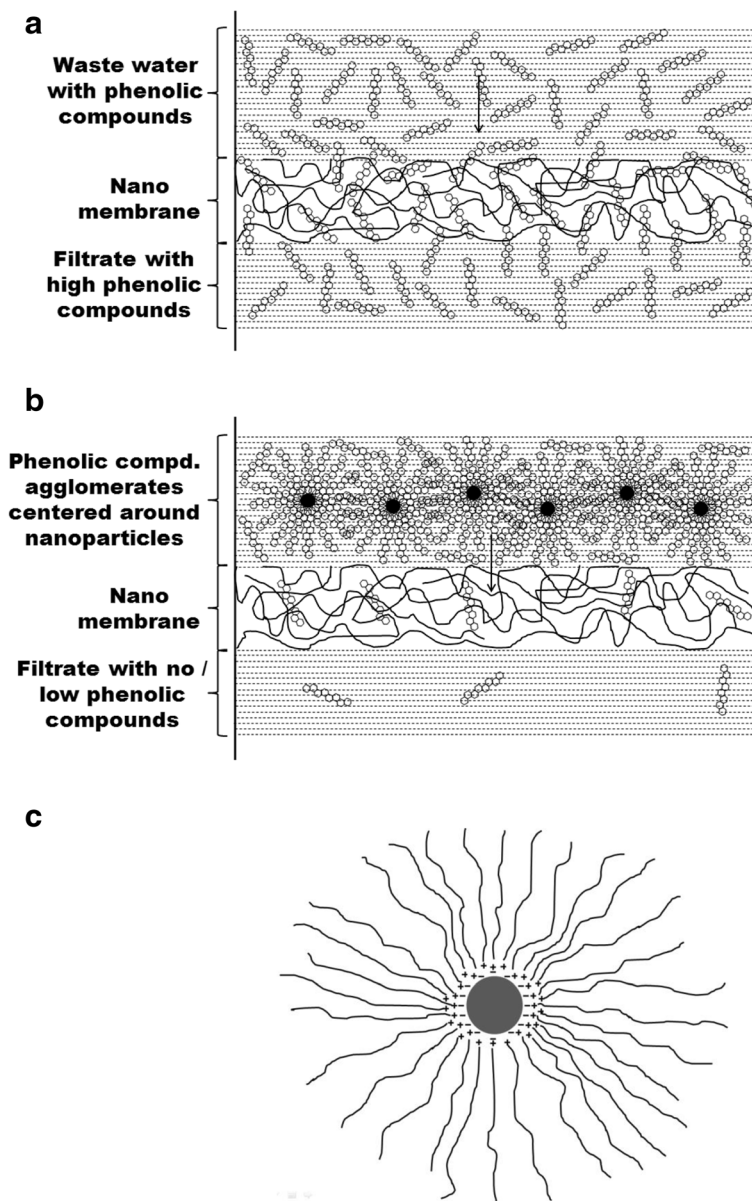 a
Waste water
with phenolic
compounds
Nano
membrane
Filtrate with
high phenolic
compounds
b
Phenolic compd.
agglomerates
centered around
nanoparticles
Nano
membrane
Filtrate with no /
low phenolic
compounds
c